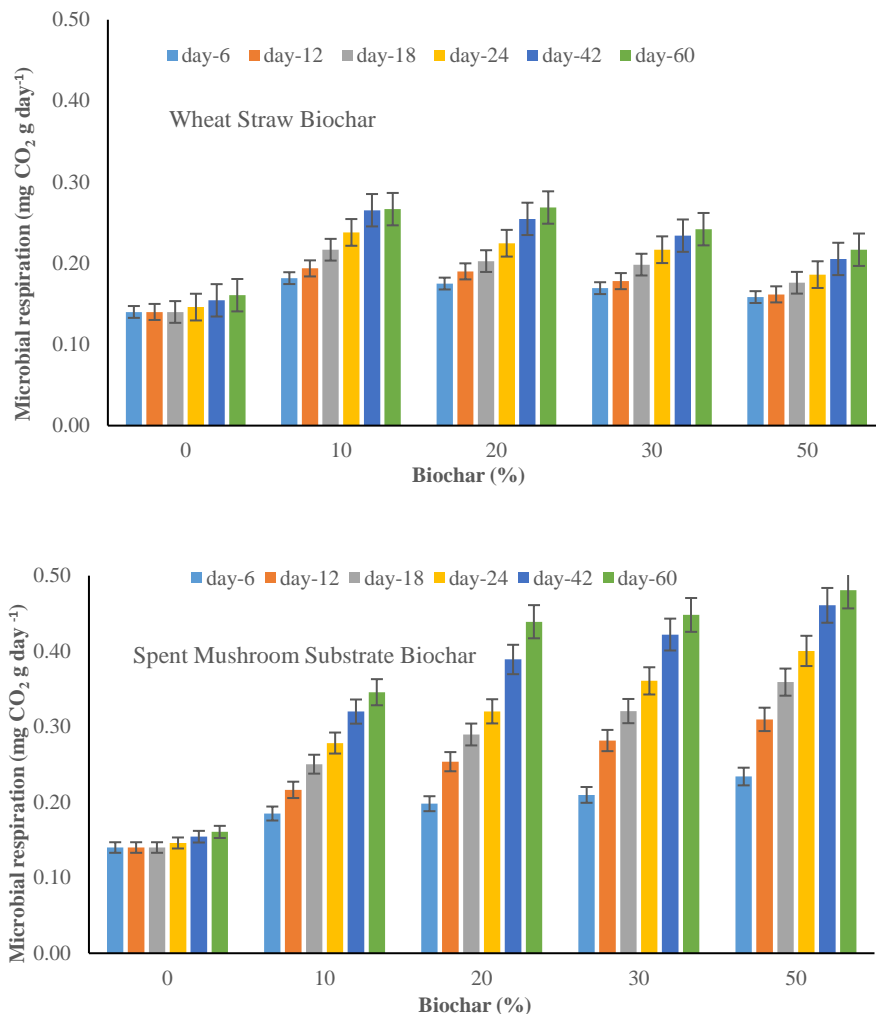 0.50
day-6 day-12 day-18 day-24 day-42 day-60
0.40
Wheat Straw Biochar
0.30
0.20
0.10
0.00
Microbial respiration (mg CO₂ g day⁻¹)
0 10 20 30 50
Biochar (%)
0.50
day-6 day-12 day-18 day-24 day-42 day-60
0.40
Spent Mushroom Substrate Biochar
0.30
0.20
0.10
0.00
Microbial respiration (mg CO₂ g day ⁻¹)
0 10 20 30 50
Biochar (%)